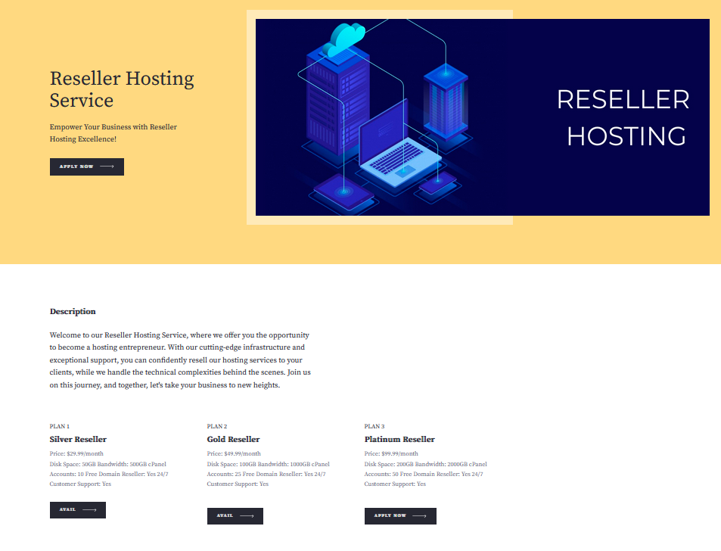 Reseller Hosting
Service
Empower Your Business with Reseller
Hosting Excellence!
APPLY NOW
RESELLER
HOSTING
Description
Welcome to our Reseller Hosting Service, where we offer you the opportunity
to become a hosting entrepreneur. With our cutting-edge infrastructure and
exceptional support, you can confidently resell our hosting services to your
clients, while we handle the technical complexities behind the scenes. Join us
on this journey, and together, let's take your business to new heights.
PLAN 1
Silver Reseller
Price: $29.99/month
Disk Space: 50GB Bandwidth: 500GB cPanel
Accounts: 10 Free Domain Reseller: Yes 24/7
Customer Support: Yes
AVAIL
PLAN 2
Gold Reseller
Price: $49.99/month
Disk Space: 100GB Bandwidth: 1000GB cPanel
Accounts: 25 Free Domain Reseller: Yes 24/7
Customer Support: Yes
AVAIL
PLAN 3
Platinum Reseller
Price: $99.99/month
Disk Space: 200GB Bandwidth: 2000GB cPanel
Accounts: 50 Free Domain Reseller: Yes 24/7
Customer Support: Yes
APPLY NOW